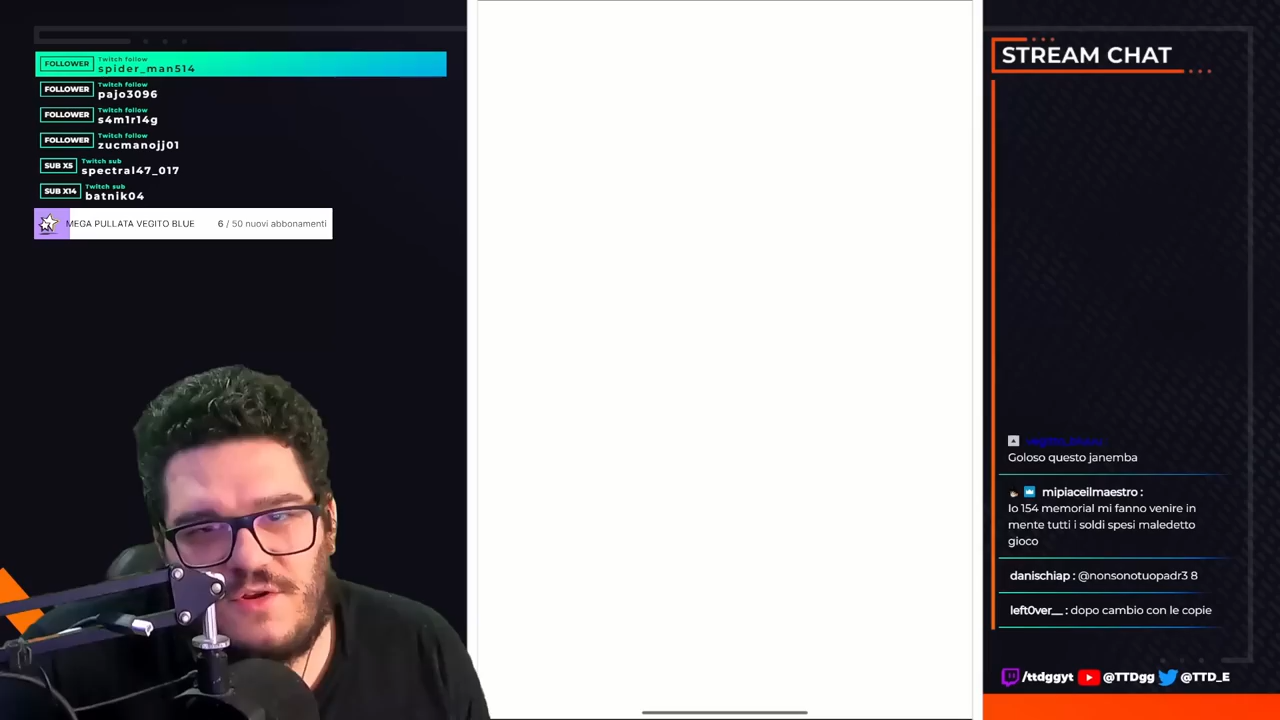 FOLLOWER Twitch follow
spider_man514
FOLLOWER Twitch follow
pajo3096
FOLLOWER Twitch follow
s4m1r14g
FOLLOWER Twitch follow
zucmanojj01
SUB X5 Twitch sub
spectral47_017
SUB X14 Twitch sub
batnik04
MEGA PULLATA VEGITO BLUE 6 / 50 nuovi abbonamenti
STREAM CHAT
Goloso questo janemba
mipiaceilmaestro :
Io 154 memorial mi fanno venire in
mente tutti i soldi spesi maledetto
gioco
danischiap : @nonsonotuopadr3 8
left0ver__ : dopo cambio con le copie
/ttdggyt @TTDgg @TTD_E